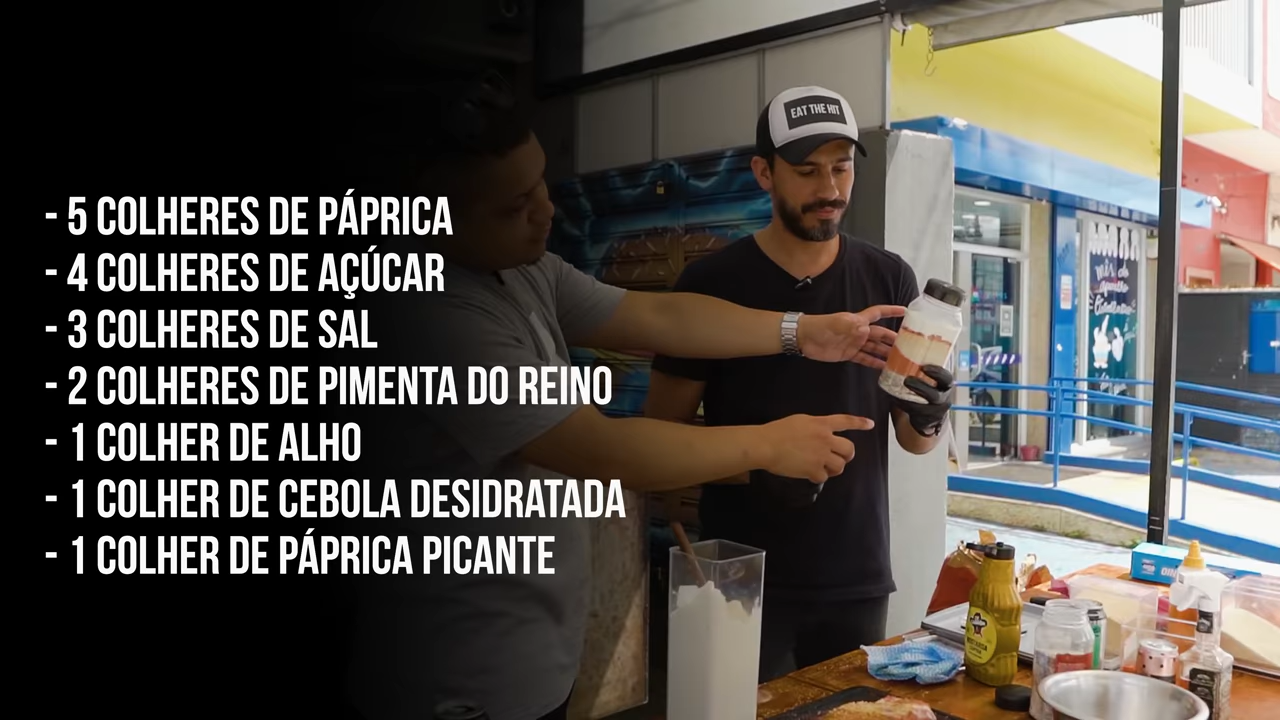 EAT THE HIT
- 5 COLHERES DE PÁPRICA
- 4 COLHERES DE AÇÚCAR
- 3 COLHERES DE SAL
- 2 COLHERES DE PIMENTA DO REINO
- 1 COLHER DE ALHO
- 1 COLHER DE CEBOLA DESIDRATADA
- 1 COLHER DE PÁPRICA PICANTE